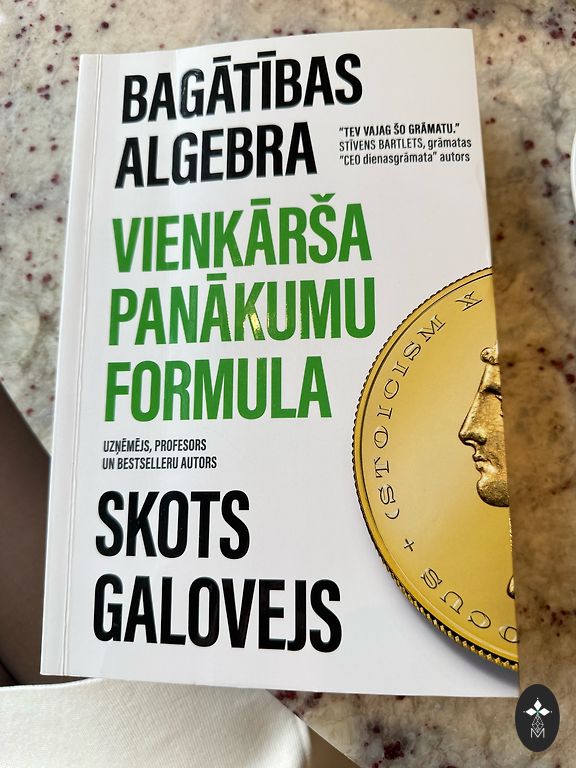 BAGĀTĪBAS
ALGEBRA
"TEV VAJAG ŠO GRĀMATU."
STĪVENS BARTLETS, grāmatas
"CEO dienasgrāmata" autors
VIENKĀRŠA
PANĀKUMU
FORMULA
UZŅĒMĒJS, PROFESORS
UN BESTSELLERU AUTORS
SKOTS
GALOVEJS
(STOICISM X
OCUS +
M